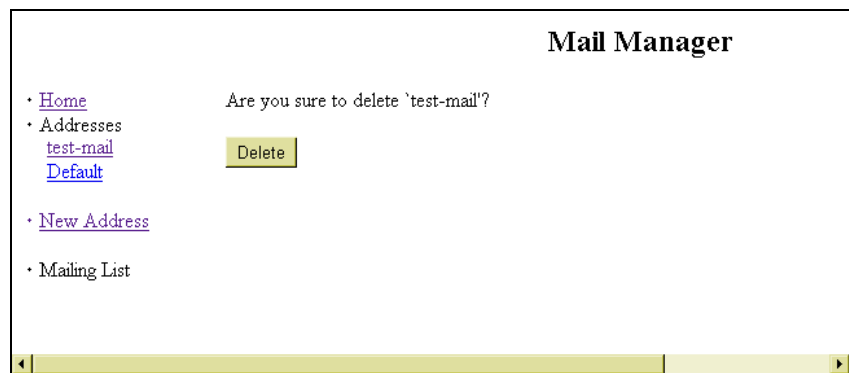 Mail Manager
• Home
• Addresses
test-mail
Default
• New Address
• Mailing List
Are you sure to delete `test-mail'?
Delete